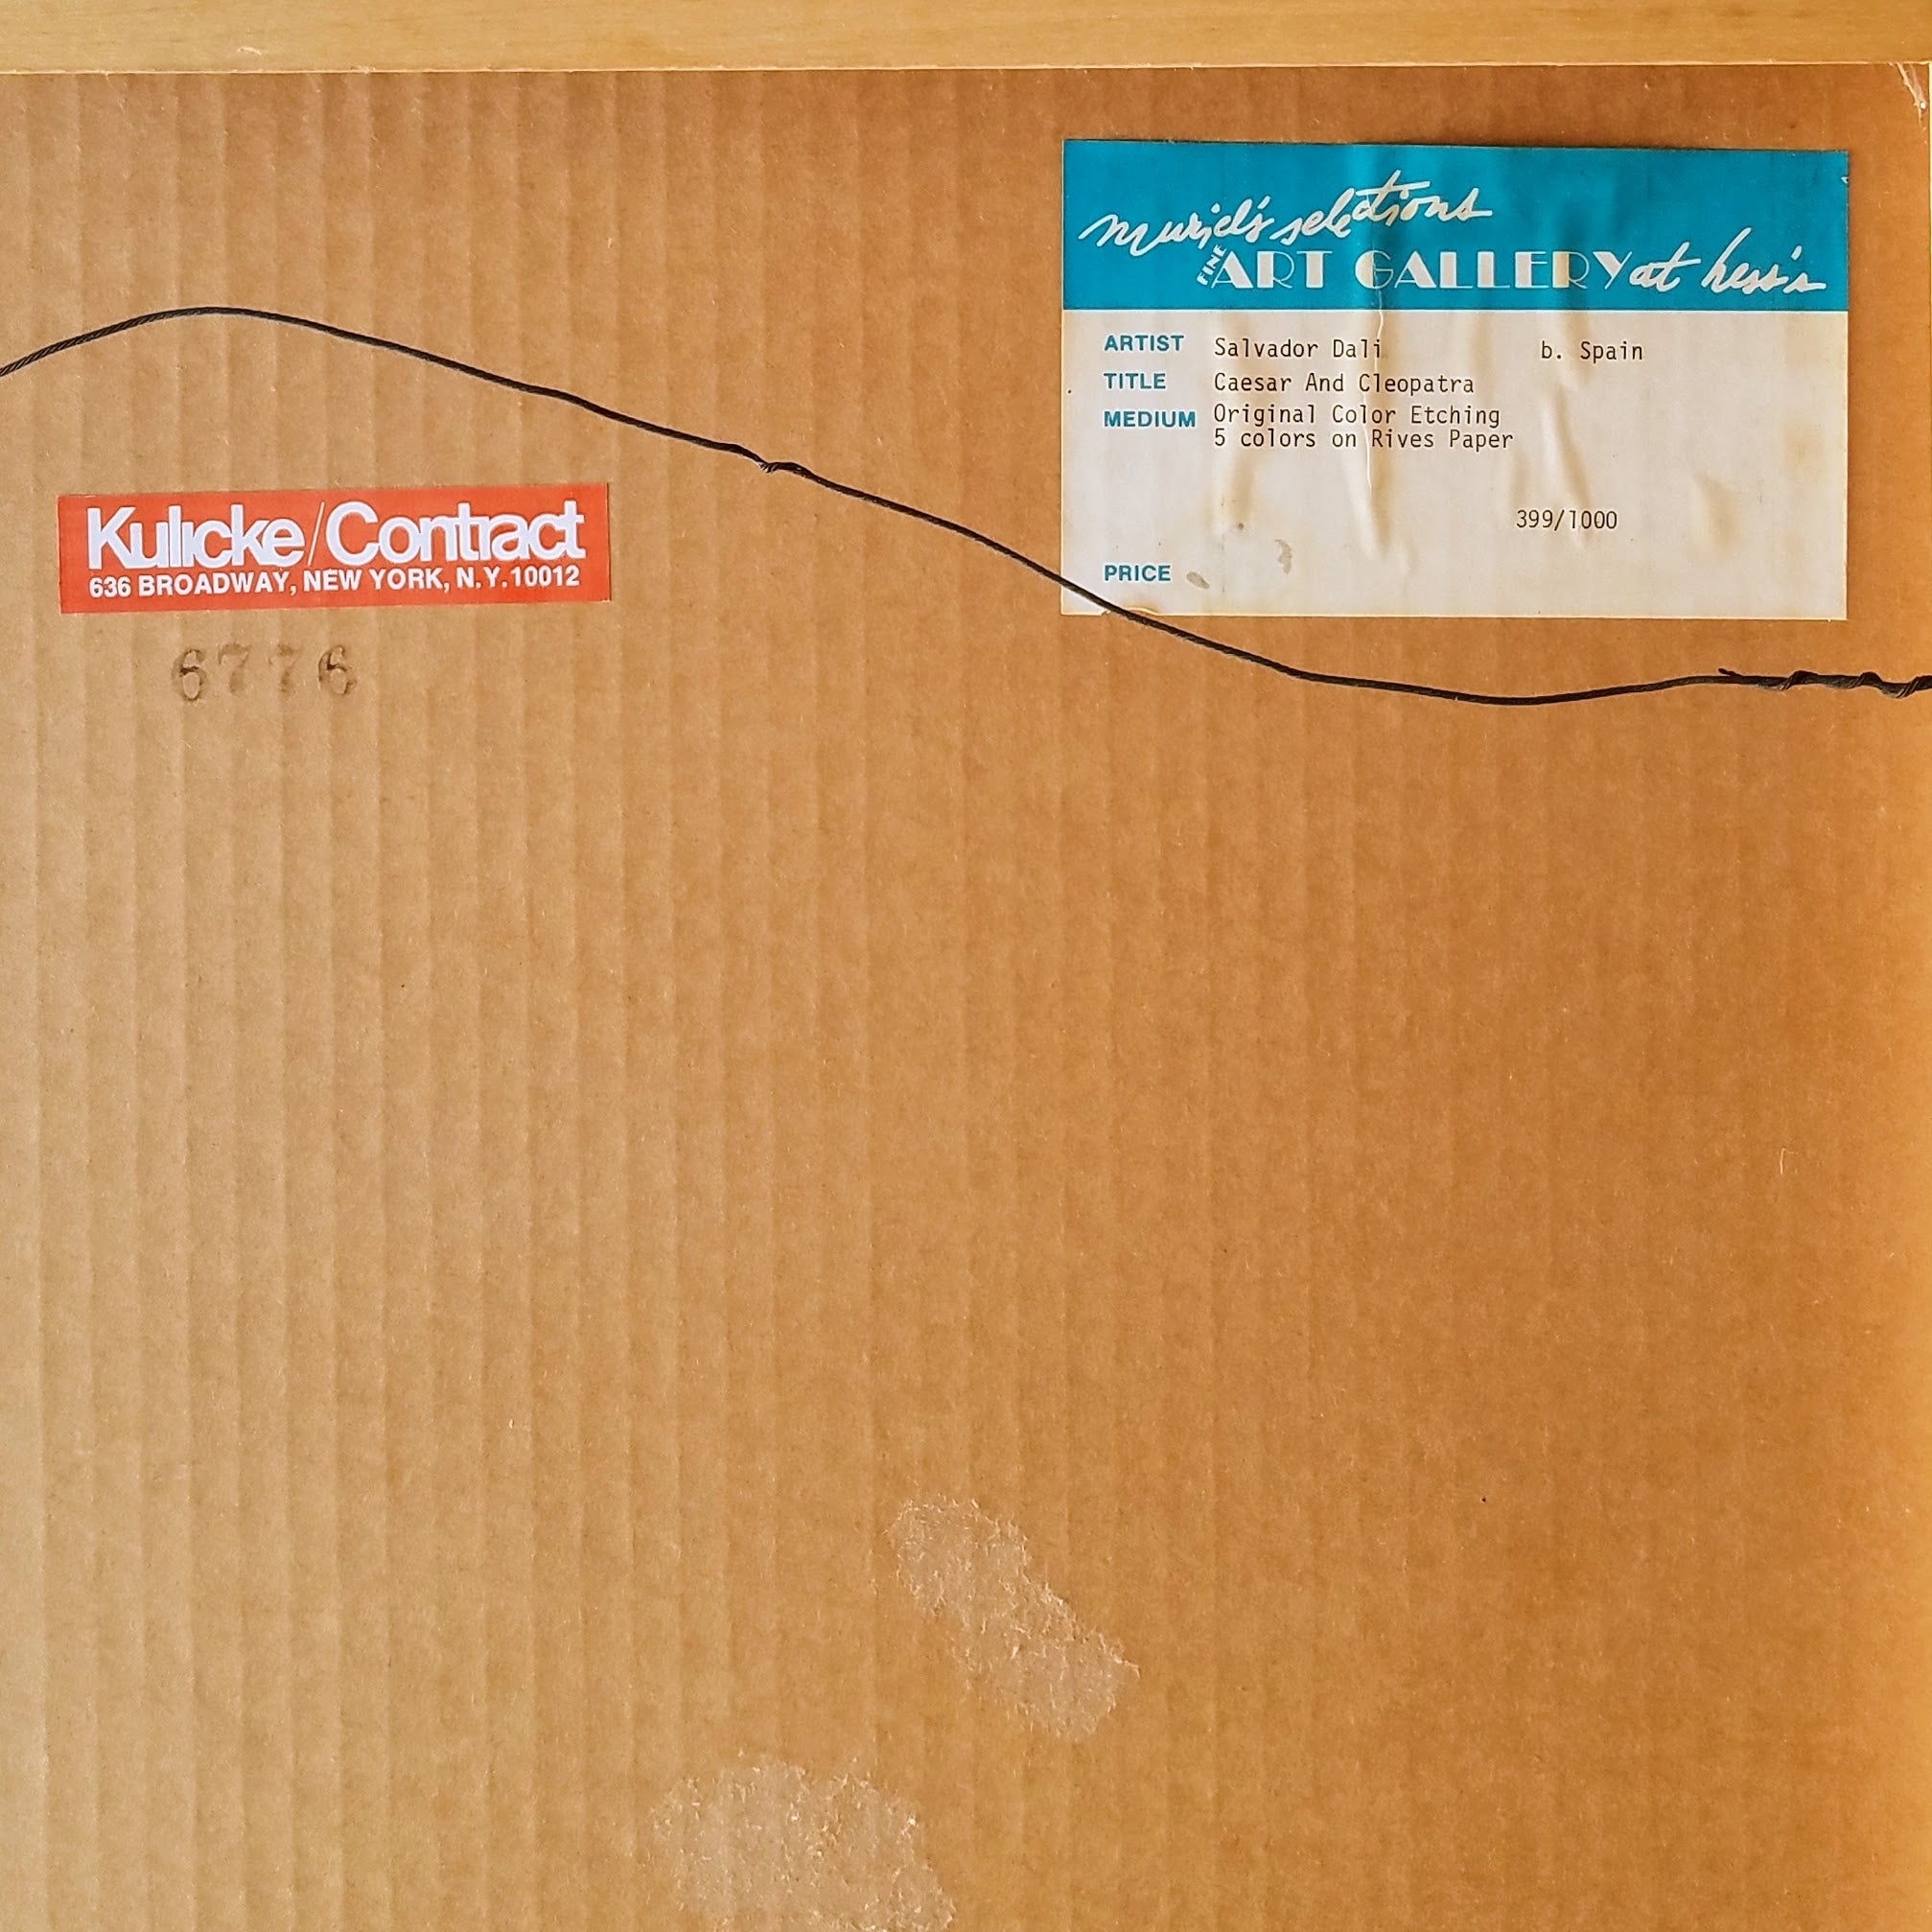 muriel's selections
FINE ART GALLERY at hess's
ARTIST Salvador Dali b. Spain
TITLE Caesar And Cleopatra
MEDIUM Original Color Etching
5 colors on Rives Paper
399/1000
PRICE
Kulicke/Contract
636 BROADWAY, NEW YORK, N.Y. 10012
6776